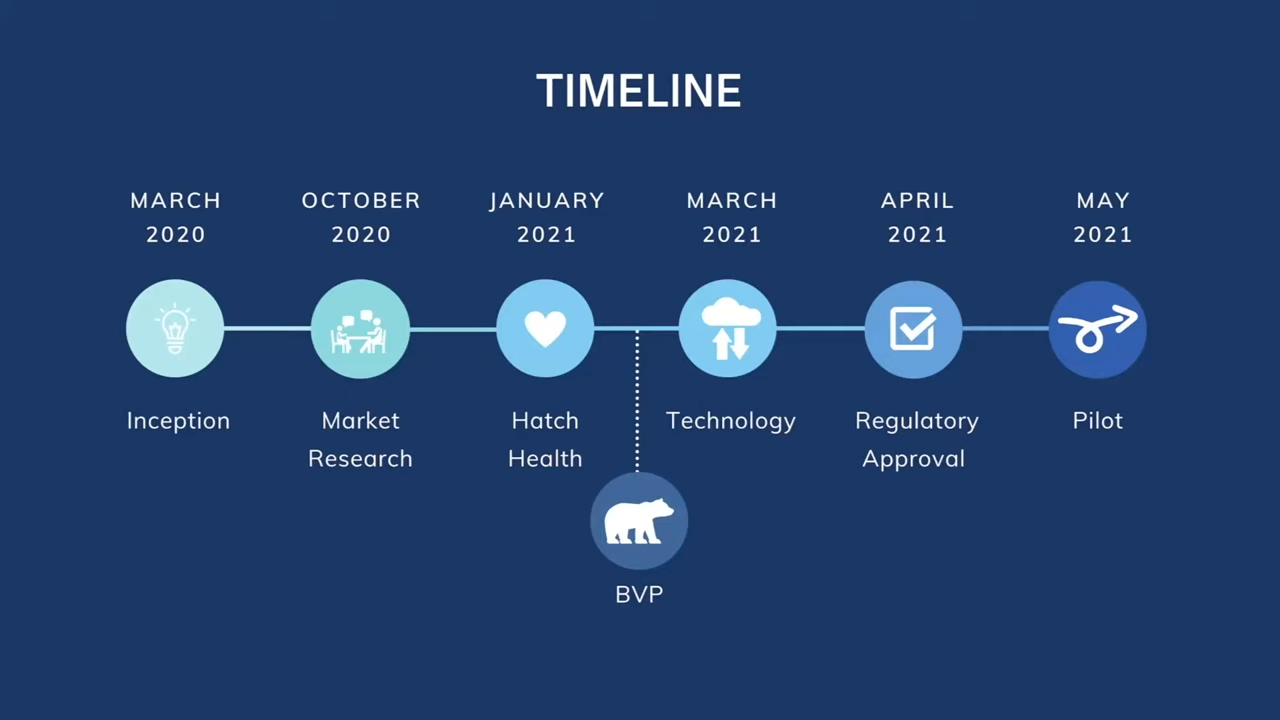 TIMELINE
MARCH
2020
OCTOBER
2020
JANUARY
2021
MARCH
2021
APRIL
2021
MAY
2021
Inception
Market
Research
Hatch
Health
Technology
Regulatory
Approval
Pilot
BVP